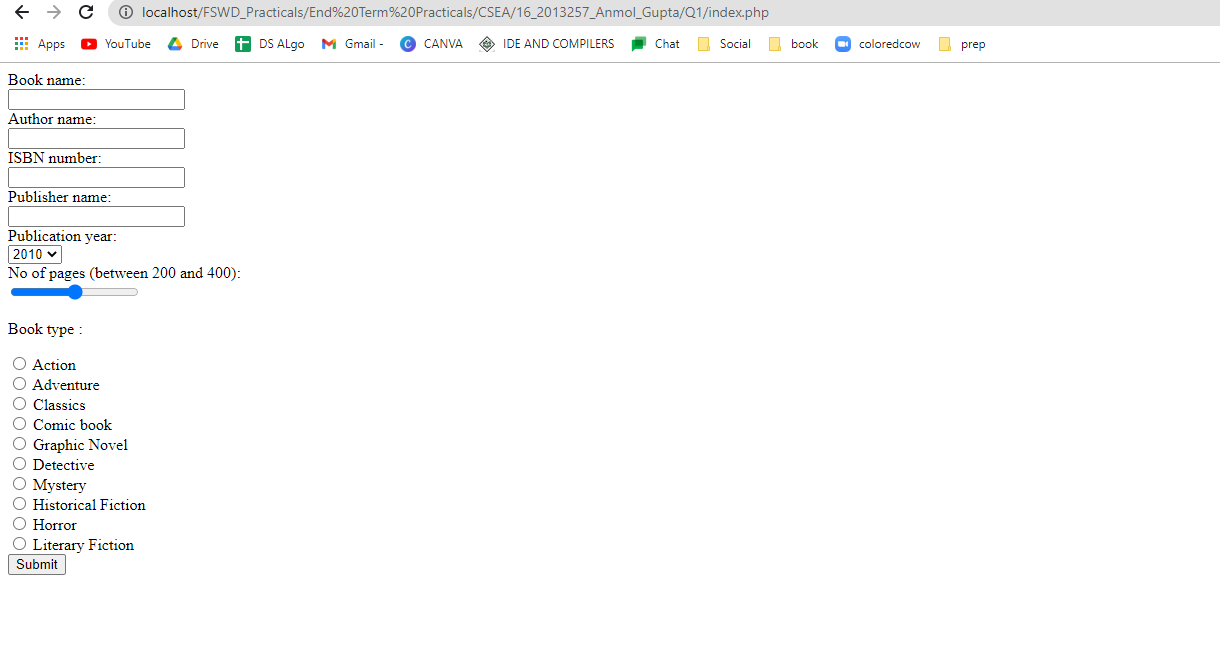 localhost/FSWD_Practicals/End%20Term%20Practicals/CSEA/16_2013257_Anmol_Gupta/Q1/index.php
Apps YouTube Drive DS ALgo Gmail - CANVA IDE AND COMPILERS Chat Social book coloredcow prep
Book name:
Author name:
ISBN number:
Publisher name:
Publication year:
2010
No of pages (between 200 and 400):
Book type :
Action
Adventure
Classics
Comic book
Graphic Novel
Detective
Mystery
Historical Fiction
Horror
Literary Fiction
Submit